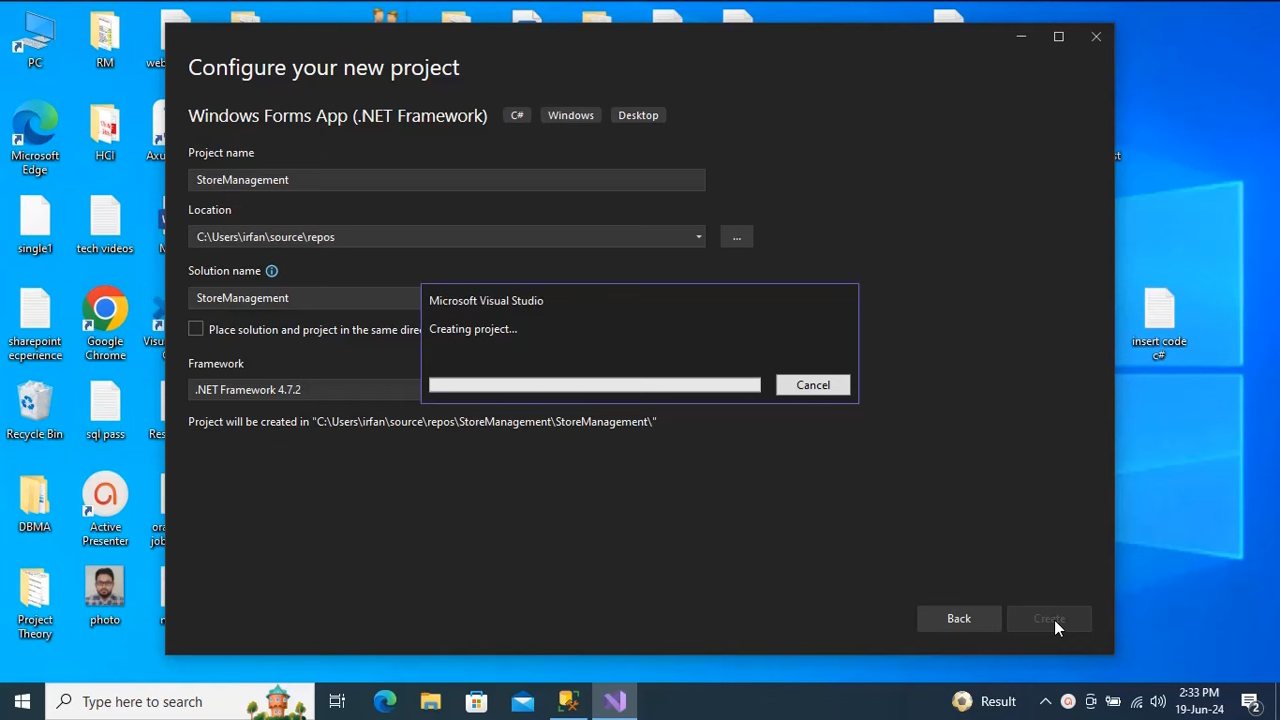 Configure your new project
Windows Forms App (.NET Framework) C# Windows Desktop
Project name
StoreManagement
Location
C:\Users\irfan\source\repos
...
Solution name
StoreManagement
Place solution and project in the same
Framework
.NET Framework 4.7.2
Project will be created in "C:\Users\irfan\source\repos\StoreManagement\StoreManagement\"
Microsoft Visual Studio
Creating project...
Cancel
Back
Create
PC
RM
Microsoft
Edge
HCI
single1
tech videos
sharepoint
ecperience
Google
Chrome
Recycle Bin
sql pass
DBMA
Active
Presenter
Project
Theory
photo
insert code
c#
Type here to search
Result
2:33 PM
19-Jun-24
2